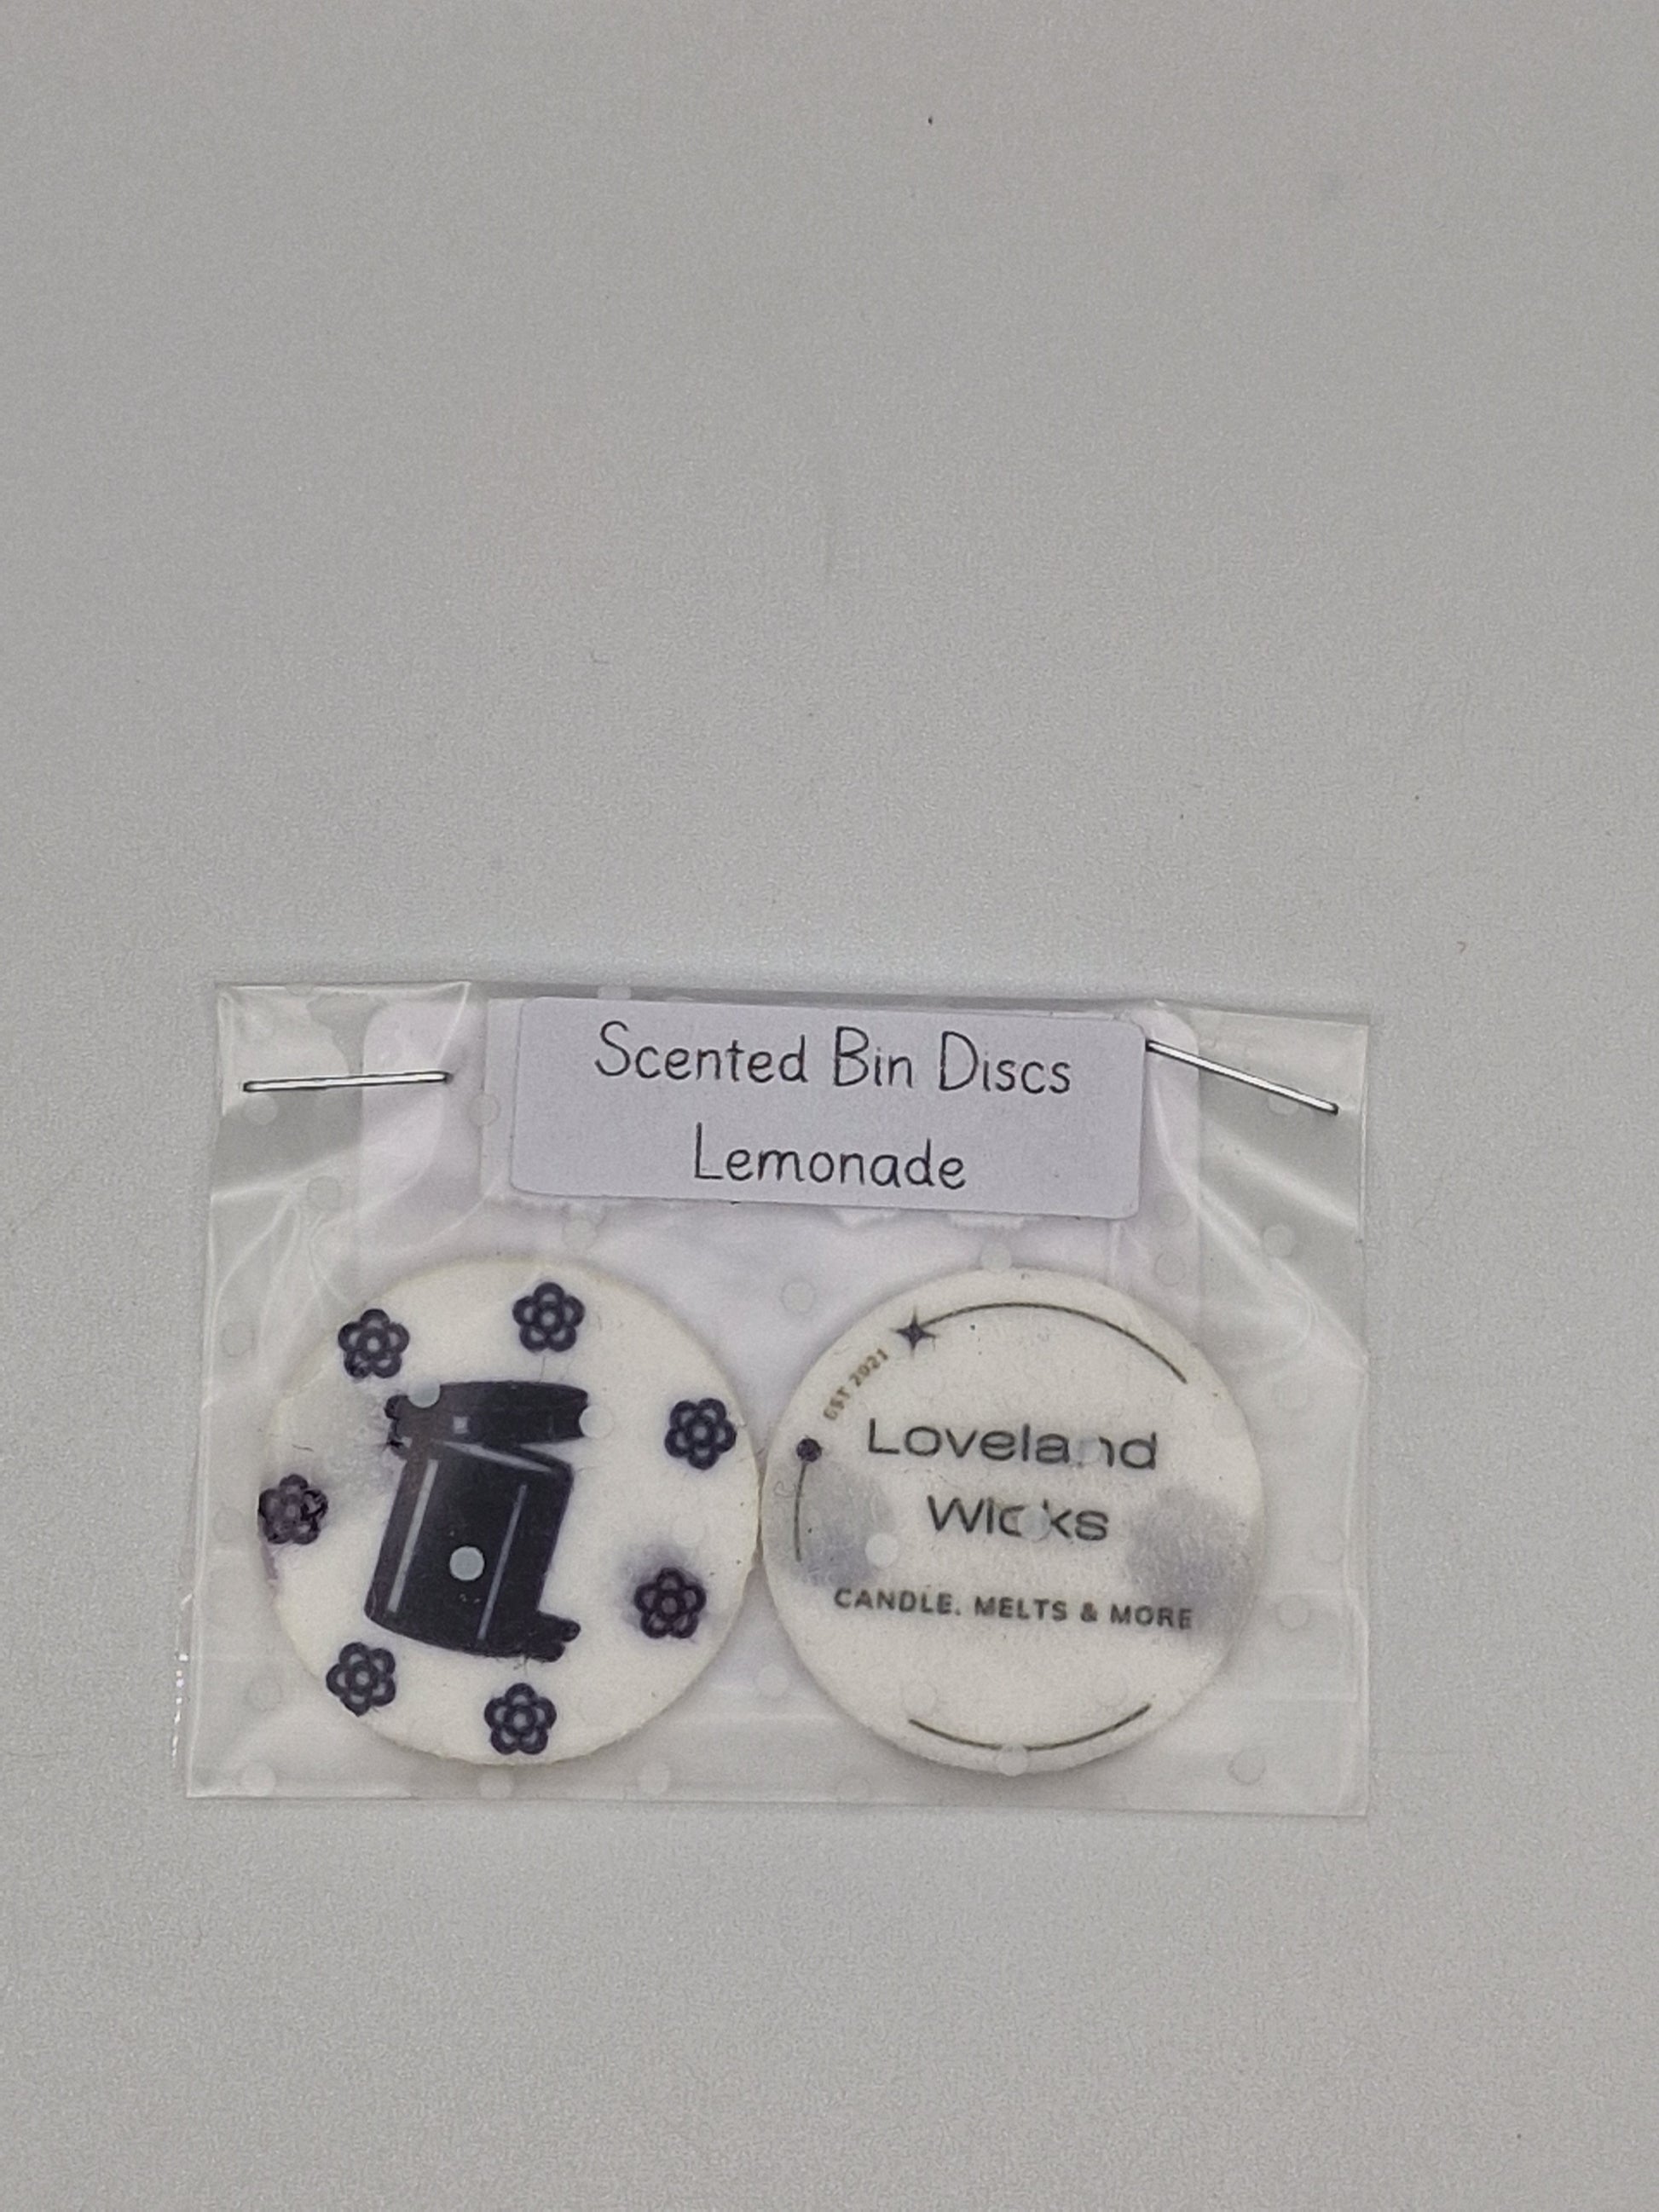 Scented Bin Discs
Lemonade
EST 2021
Loveland
Wicks
CANDLE. MELTS & MORE